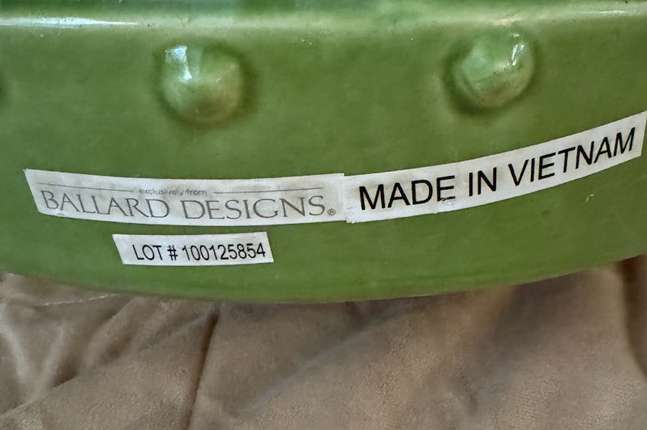 exclusively from
BALLARD DESIGNS®
MADE IN VIETNAM
LOT # 100125854